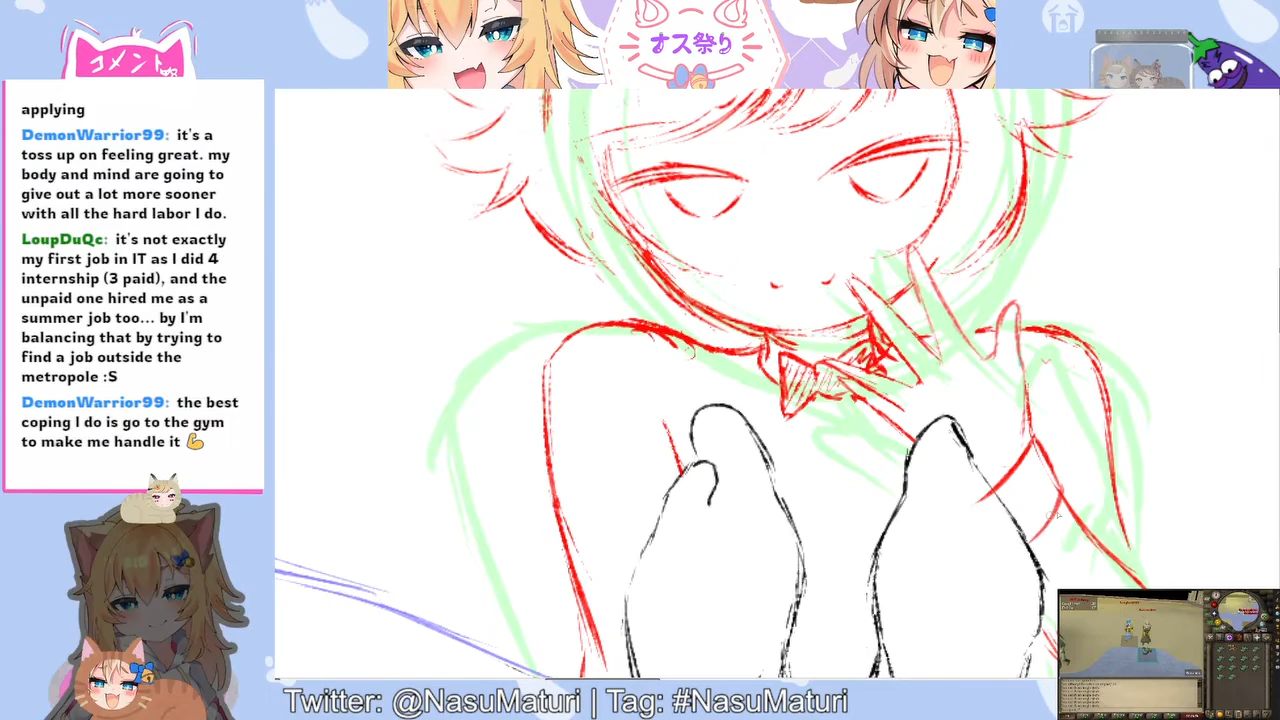 コメント
オス祭り
applying
DemonWarrior99: it's a
toss up on feeling great. my
body and mind are going to
give out a lot more sooner
with all the hard labor I do.
LoupDuQc: it's not exactly
my first job in IT as I did 4
internship (3 paid), and the
unpaid one hired me as a
summer job too... by I'm
balancing that by trying to
find a job outside the
metropole :S
DemonWarrior99: the best
coping I do is go to the gym
to make me handle it 💪
Twitter: @NasuMaturi | Tag: #NasuMaturi